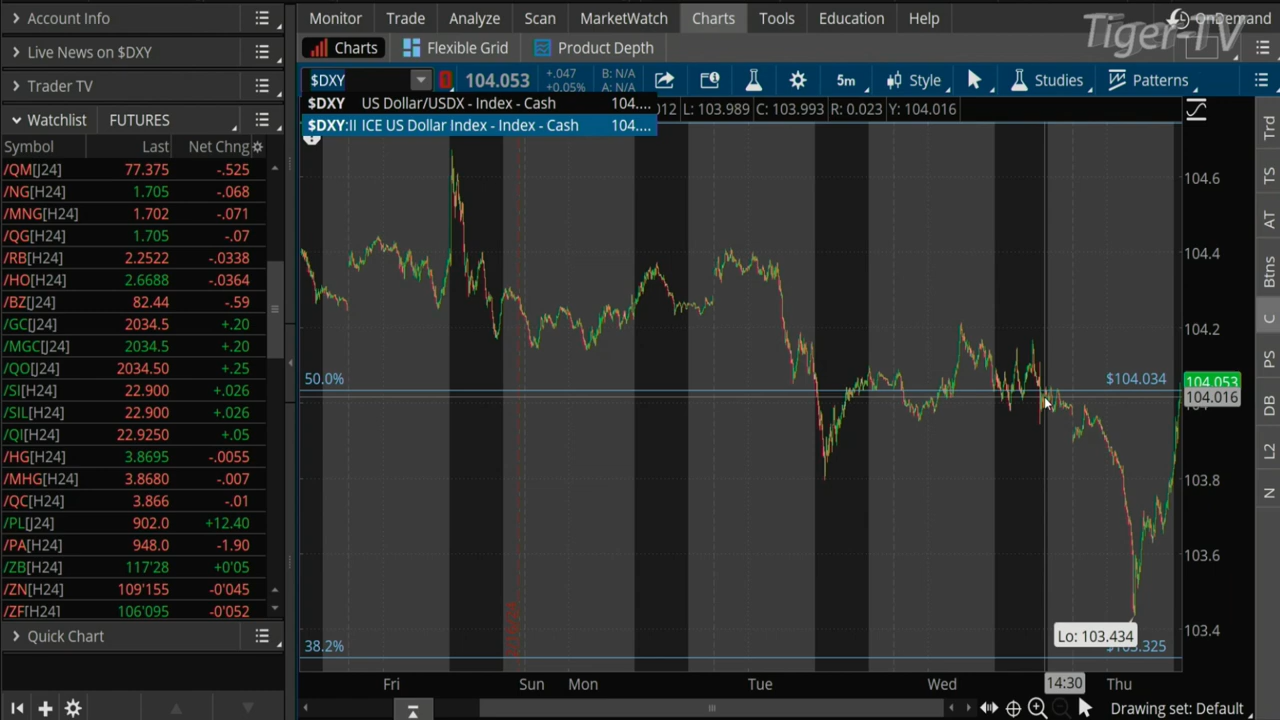 Account Info
Live News on $DXY
Trader TV
Watchlist FUTURES
Symbol Last Net Chng
/QM[J24] 77.375 -.525
/NG[H24] 1.705 -.068
/MNG[H24] 1.702 -.071
/QG[H24] 1.705 -.07
/RB[H24] 2.2522 -.0338
/HO[H24] 2.6688 -.0364
/BZ[J24] 82.44 -.59
/GC[J24] 2034.5 +.20
/MGC[J24] 2034.5 +.20
/QO[J24] 2034.50 +.25
/SI[H24] 22.900 +.026
/SIL[H24] 22.900 +.026
/QI[H24] 22.9250 +.05
/HG[H24] 3.8695 -.0055
/MHG[H24] 3.8680 -.007
/QC[H24] 3.866 -.01
/PL[J24] 902.0 +12.40
/PA[H24] 948.0 -1.90
/ZB[H24] 117'28 +0'05
/ZN[H24] 109'155 -0'045
/ZF[H24] 106'095 -0'052
Quick Chart
Monitor Trade Analyze Scan MarketWatch Charts Tools Education Help
OnDemand
Tiger-TV
Charts Flexible Grid Product Depth
$DXY 104.053 +.047 B: N/A 5m Style Studies Patterns
+0.05% A: N/A
$DXY US Dollar/USDX - Index - Cash 104....
012 L: 103.989 C: 103.993 R: 0.023 Y: 104.016
$DXY:II ICE US Dollar Index - Index - Cash 104....
104.6
104.4
104.2
50.0% $104.034
104.053
104.016
103.8
103.6
103.4
Lo: 103.434
38.2%
Fri Sun Mon Tue Wed 14:30 Thu
Drawing set: Default
Trd
TS
AT
Btns
C
PS
DB
L2
N